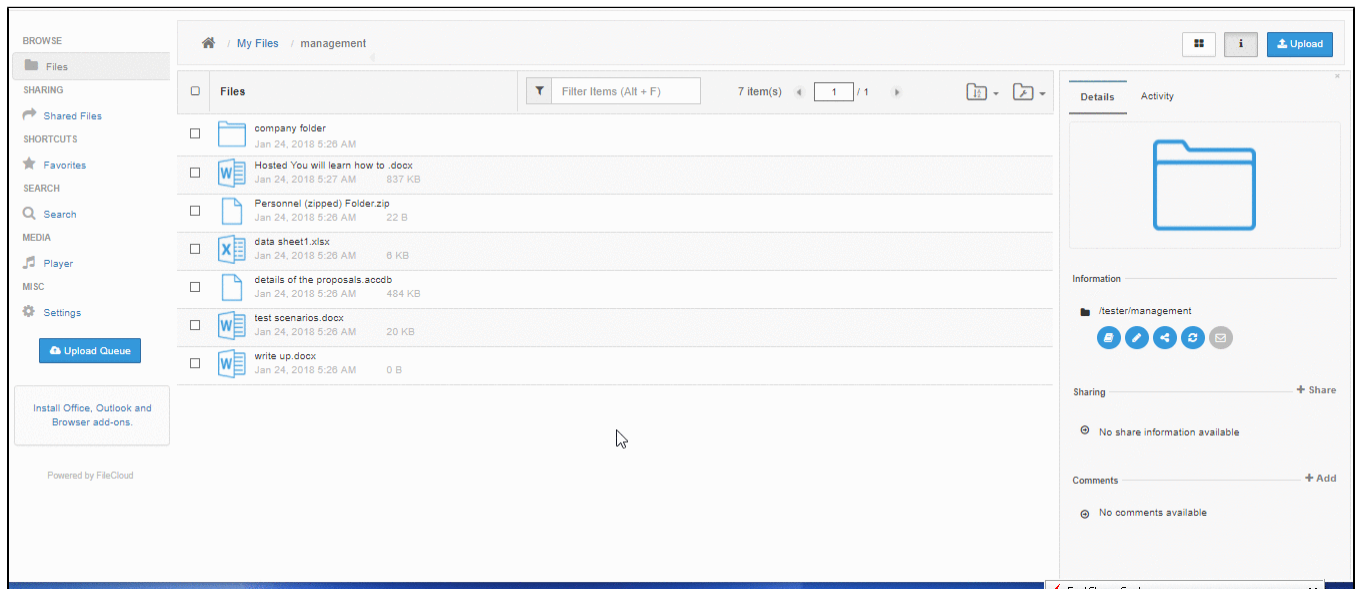 BROWSE
Files
SHARING
Shared Files
SHORTCUTS
Favorites
SEARCH
Search
MEDIA
Player
MISC
Settings
Upload Queue
Install Office, Outlook and
Browser add-ons.
Powered by FileCloud
/ My Files / management
i
Upload
Files
Filter Items (Alt + F)
7 item(s)
1 / 1
company folder
Jan 24, 2018 5:26 AM
Hosted You will learn how to .docx
Jan 24, 2018 5:27 AM 837 KB
Personnel (zipped) Folder.zip
Jan 24, 2018 5:26 AM 22 B
data sheet1.xlsx
Jan 24, 2018 5:26 AM 6 KB
details of the proposals.accdb
Jan 24, 2018 5:26 AM 484 KB
test scenarios.docx
Jan 24, 2018 5:26 AM 20 KB
write up.docx
Jan 24, 2018 5:26 AM 0 B
Details
Activity
Information
/tester/management
Sharing
+ Share
No share information available
Comments
+ Add
No comments available